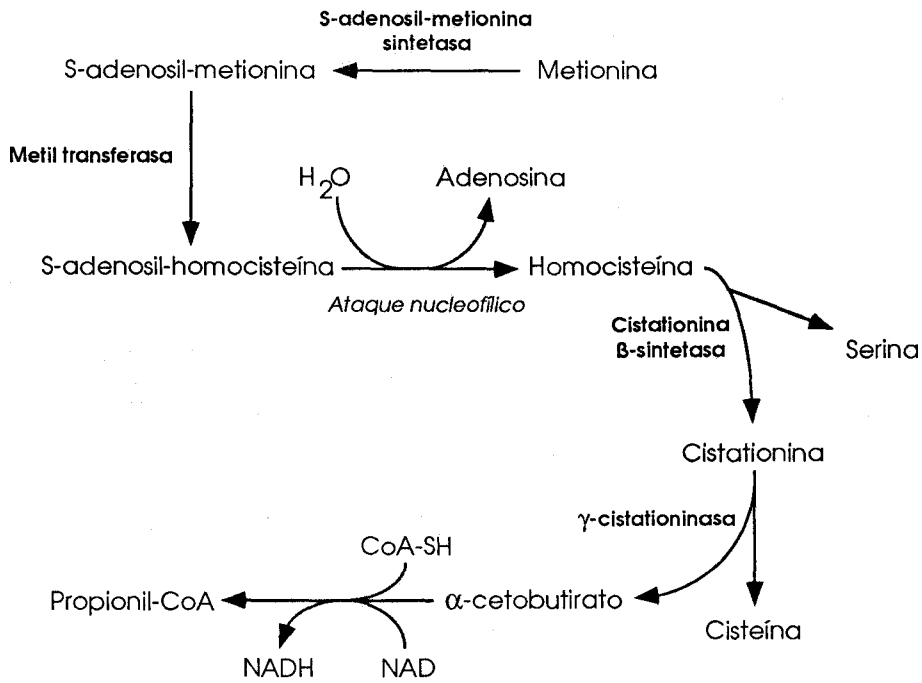 S-adenosil-metionina
sintetasa
S-adenosil-metionina
Metionina
Metil transferasa
H₂O
Adenosina
S-adenosil-homocisteína
Homocisteína
Ataque nucleofílico
Cistationina
ß-sintetasa
Serina
Cistationina
γ-cistationinasa
CoA-SH
Propionil-CoA
α-cetobutirato
Cisteína
NADH
NAD